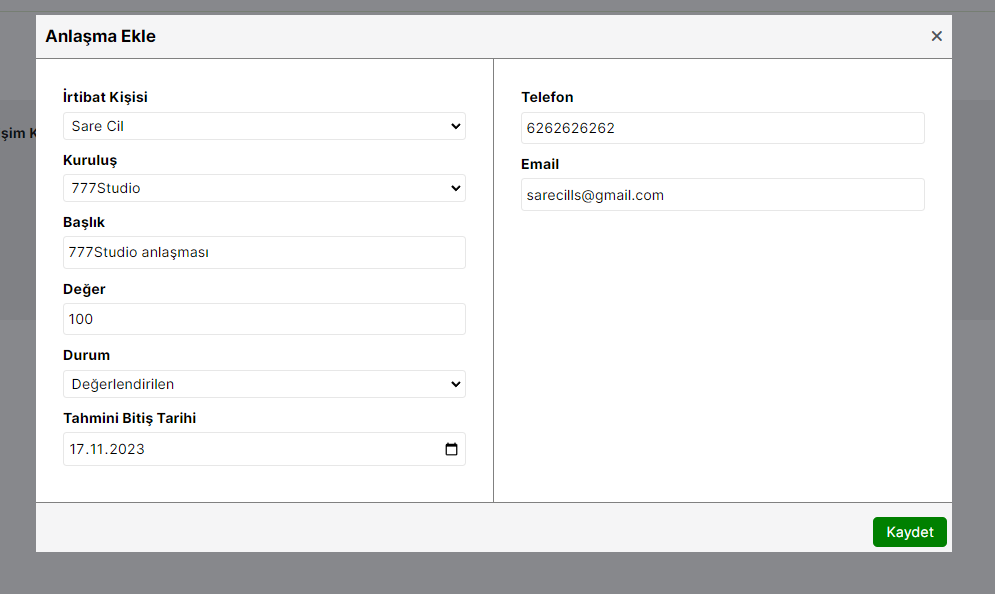 Anlaşma Ekle
şim K
İrtibat Kişisi
Sare Cil
Kuruluş
777Studio
Başlık
777Studio anlaşması
Değer
100
Durum
Değerlendirilen
Tahmini Bitiş Tarihi
17.11.2023
Telefon
6262626262
Email
sarecills@gmail.com
Kaydet